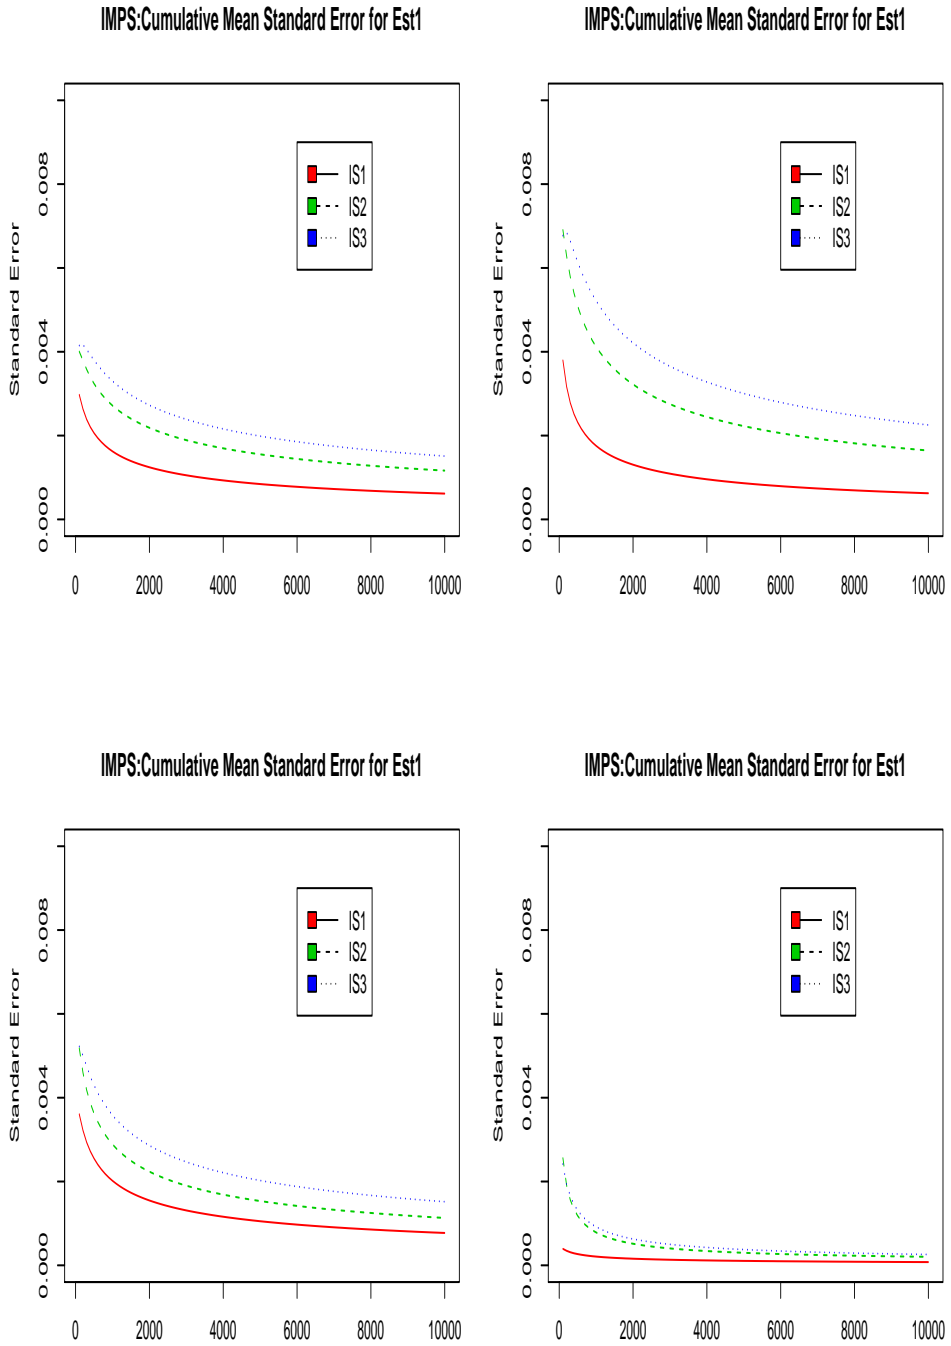 IMPS:Cumulative Mean Standard Error for Est1
Standard Error
0.000
0.004
0.008
IS1
IS2
IS3
0 2000 4000 6000 8000 10000
IMPS:Cumulative Mean Standard Error for Est1
Standard Error
0.000
0.004
0.008
IS1
IS2
IS3
0 2000 4000 6000 8000 10000
IMPS:Cumulative Mean Standard Error for Est1
Standard Error
0.000
0.004
0.008
IS1
IS2
IS3
0 2000 4000 6000 8000 10000
IMPS:Cumulative Mean Standard Error for Est1
Standard Error
0.000
0.004
0.008
IS1
IS2
IS3
0 2000 4000 6000 8000 10000